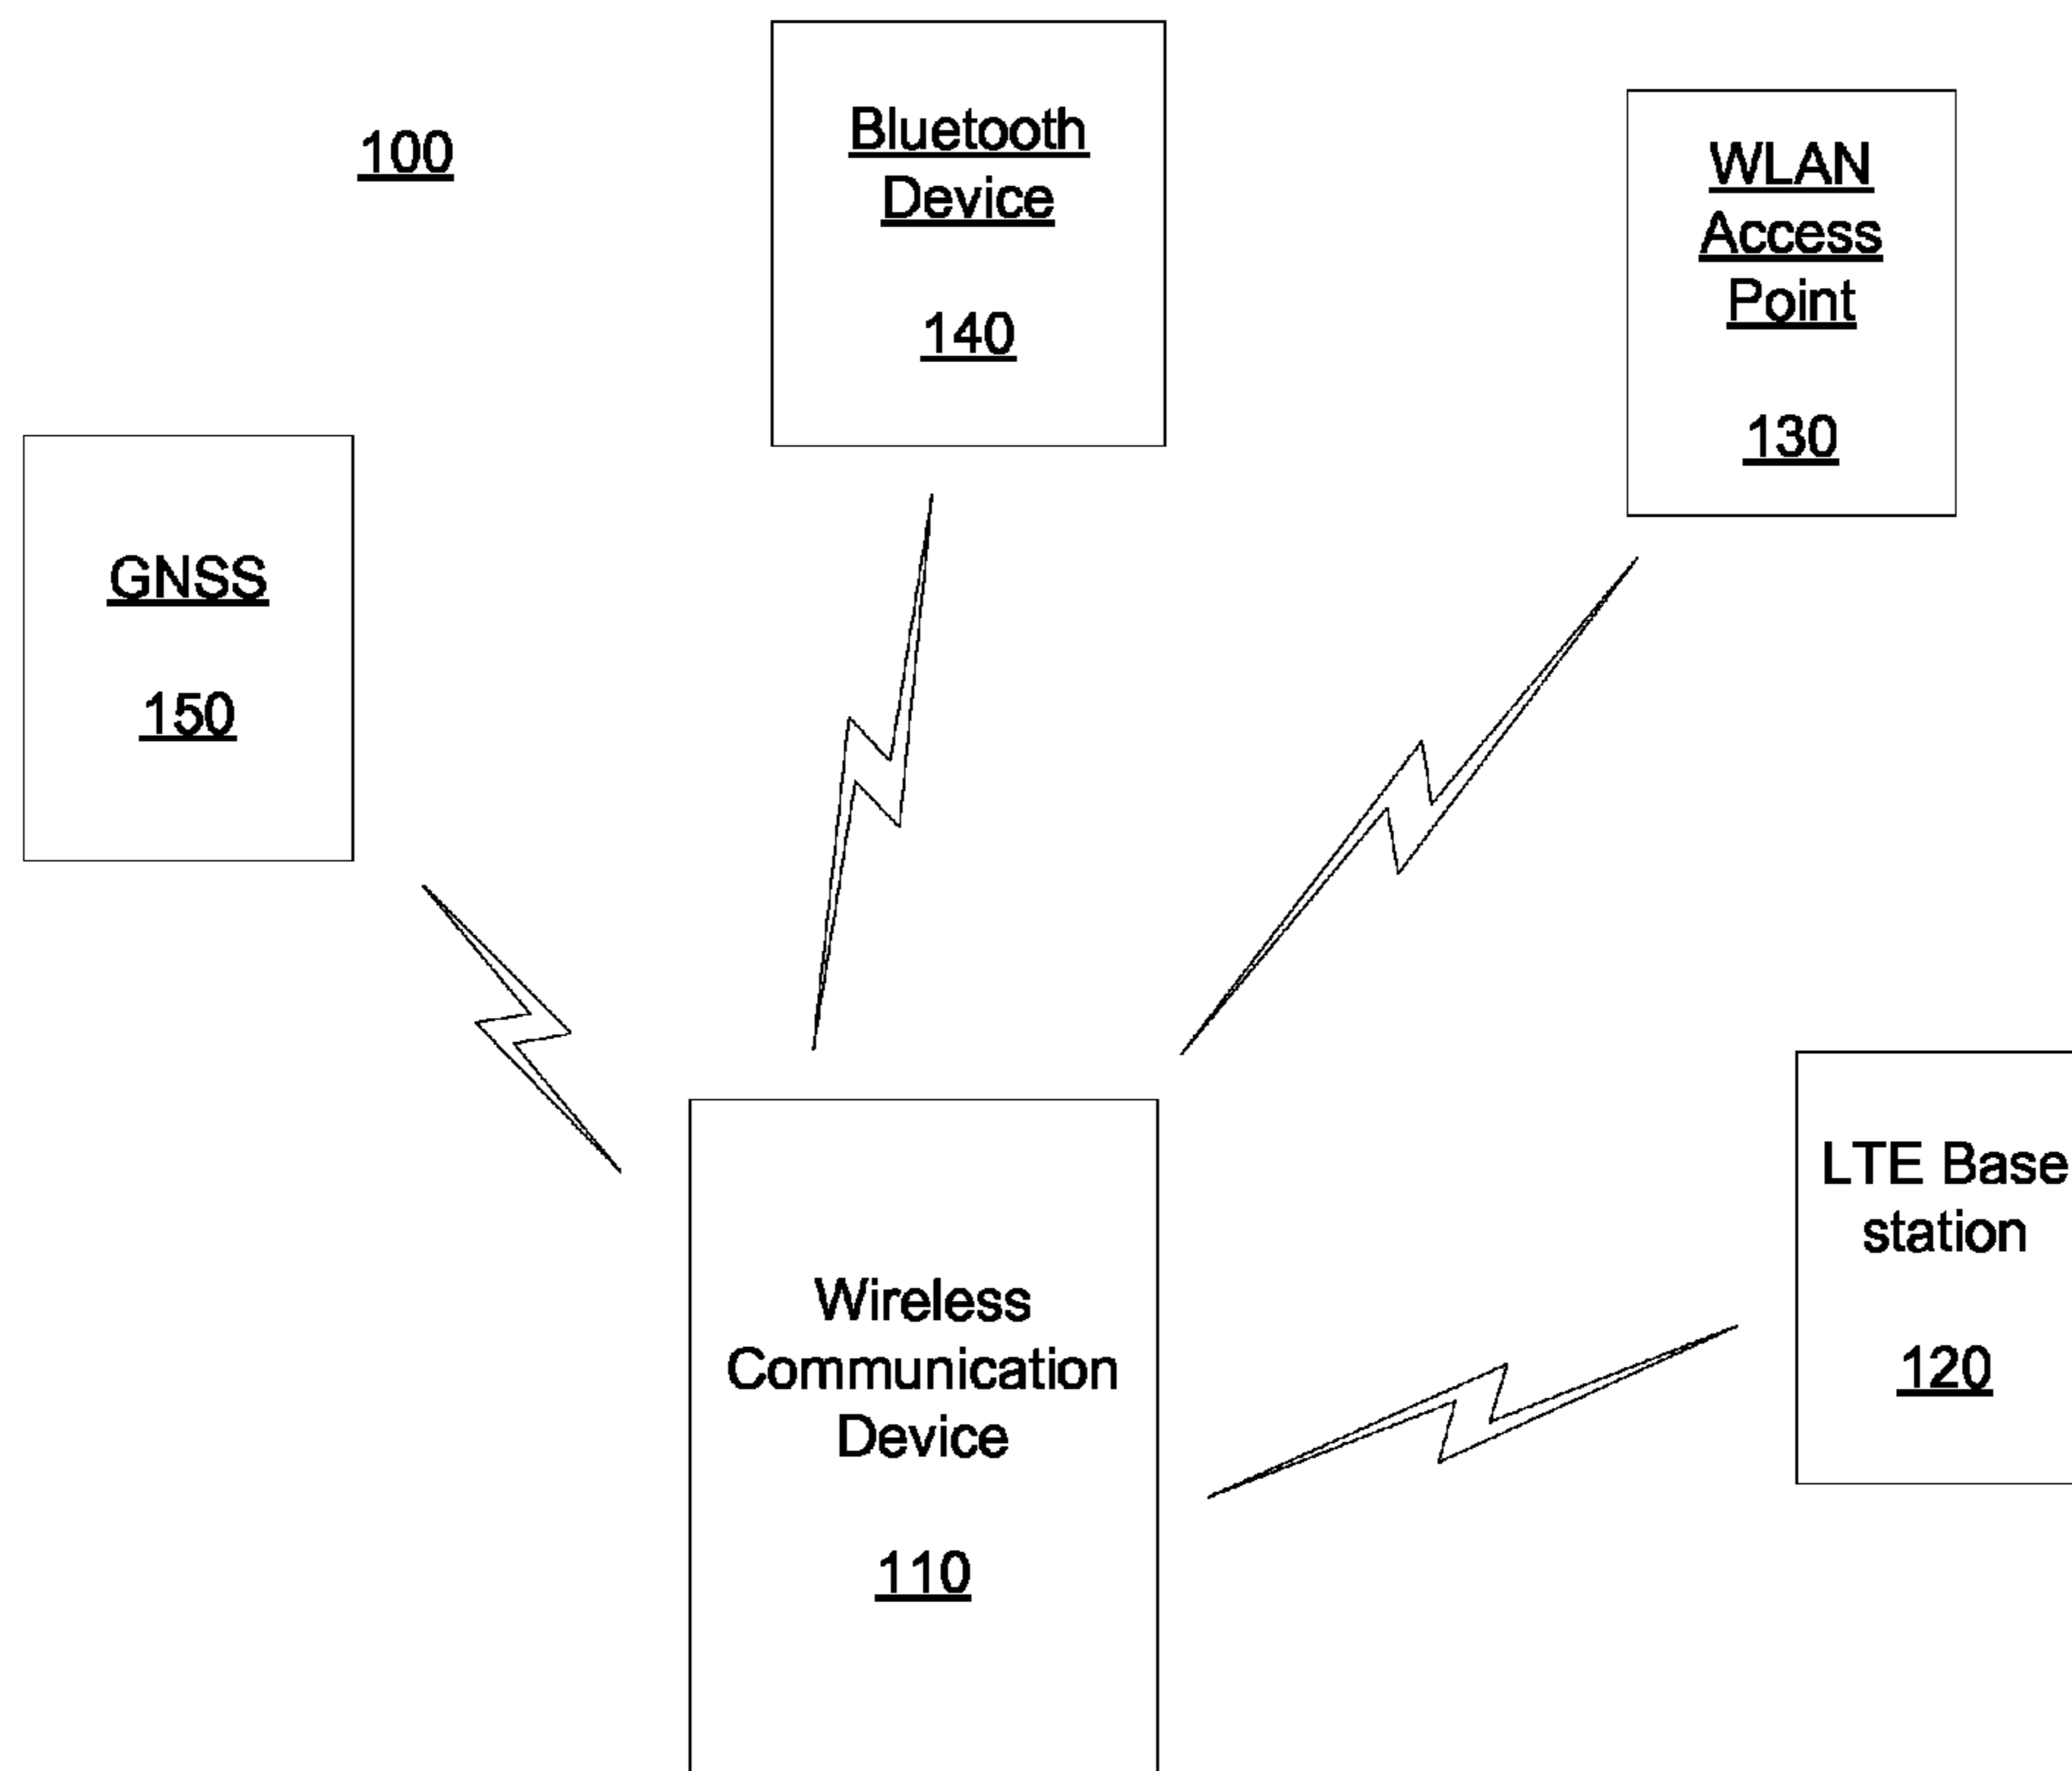 100
Bluetooth
Device
140
WLAN
Access
Point
130
GNSS
150
LTE Base
station
120
Wireless
Communication
Device
110